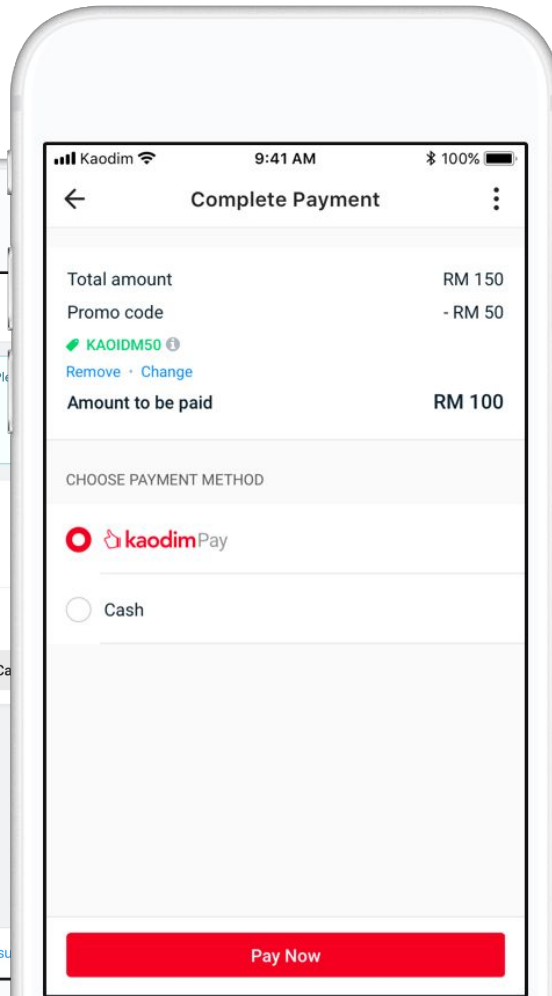 Kaodim 9:41 AM 100%
Complete Payment
Total amount RM 150
Promo code - RM 50
KAOIDM50
Remove · Change
Amount to be paid RM 100
CHOOSE PAYMENT METHOD
kaodimPay
Cash
Pay Now